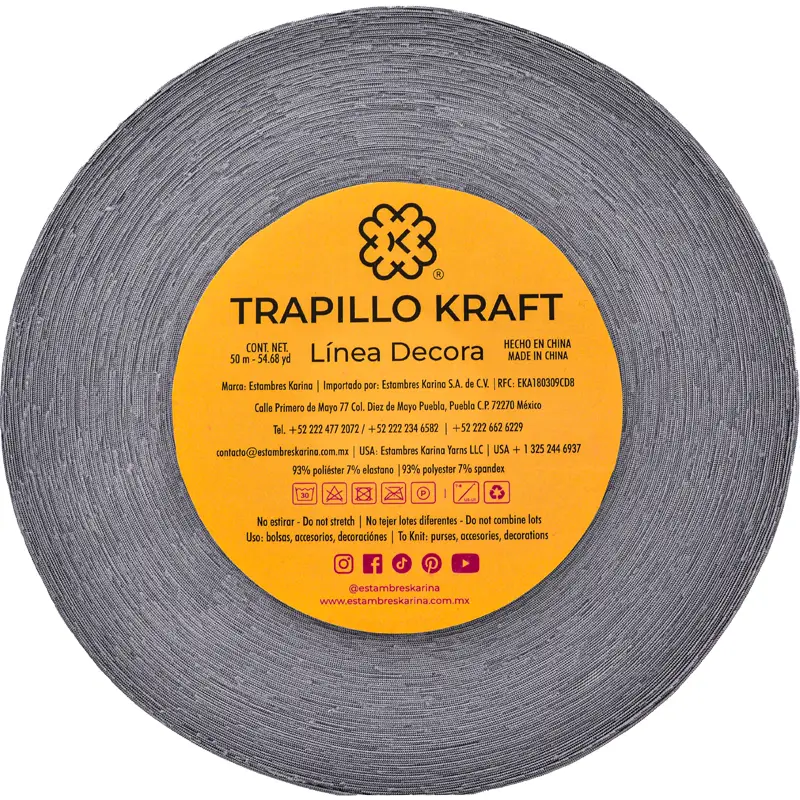 K
®
TRAPILLO KRAFT
CONT. NET.
50 m - 54.68 yd
Línea Decora
HECHO EN CHINA
MADE IN CHINA
Marca: Estambres Karina | Importado por: Estambres Karina S.A. de C.V. | RFC: EKA180309CD8
Calle Primero de Mayo 77 Col. Diez de Mayo Puebla, Puebla C.P. 72270 México
Tel. +52 222 477 2072 / +52 222 234 6582 | +52 222 662 6229
contacto@estambreskarina.com.mx | USA: Estambres Karina Yarns LLC | USA + 1 325 244 6937
93% poliéster 7% elastano | 93% polyester 7% spandex
30 P
No estirar - Do not stretch | No tejer lotes diferentes - Do not combine lots
Uso: bolsas, accesorios, decoraciónes | To Knit: purses, accesories, decorations
@estambreskarina
www.estambreskarina.com.mx